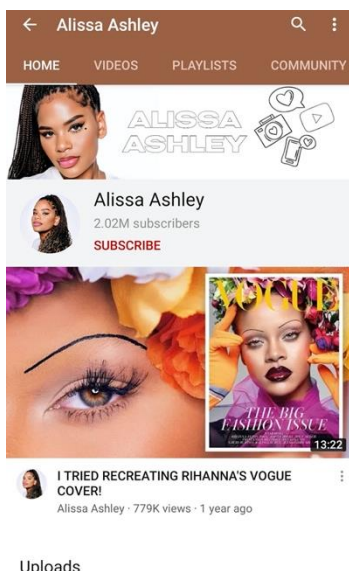 Alissa Ashley
HOME VIDEOS PLAYLISTS COMMUNITY
ALISSA
ASHLEY
Alissa Ashley
2.02M subscribers
SUBSCRIBE
VOGUE
THE BIG
FASHION ISSUE
13:22
I TRIED RECREATING RIHANNA'S VOGUE
COVER!
Alissa Ashley · 779K views · 1 year ago
Uploads